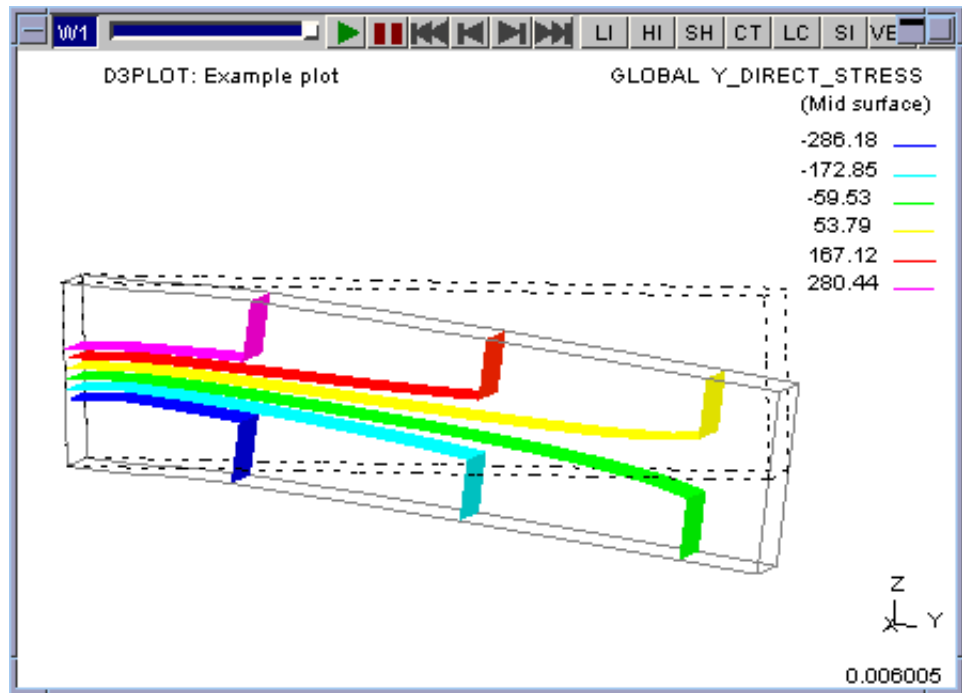 W1 LI HI SH CT LC SI VE
D3PLOT: Example plot
GLOBAL Y_DIRECT_STRESS
(Mid surface)
-286.18
-172.85
-59.53
53.79
167.12
280.44
Z
X Y
0.006005